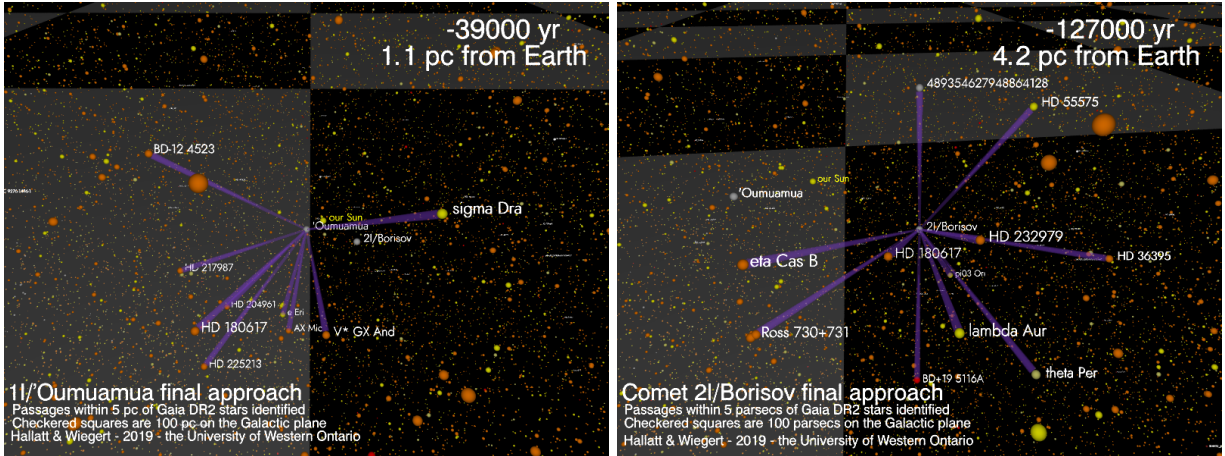 -39000 yr
1.1 pc from Earth
BD-12 4523
our Sun
'Oumuamua
sigma Dra
2I/Borisov
HD 217987
HD 204961
e Eri
HD 180617
AX Mic
V* GX And
HD 225213
1I/'Oumuamua final approach
Passages within 5 pc of Gaia DR2 stars identified
Checkered squares are 100 pc on the Galactic plane
Hallatt & Wiegert - 2019 - the University of Western Ontario
-127000 yr
4.2 pc from Earth
489354627948864128
HD 55575
our Sun
'Oumuamua
2I/Borisov
HD 232979
HD 180617
eta Cas B
HD 36395
pi03 Ori
Ross 730+731
lambda Aur
BD+19 5116A
theta Per
Comet 2I/Borisov final approach
Passages within 5 parsecs of Gaia DR2 stars identified
Checkered squares are 100 parsecs on the Galactic plane
Hallatt & Wiegert - 2019 - the University of Western Ontario